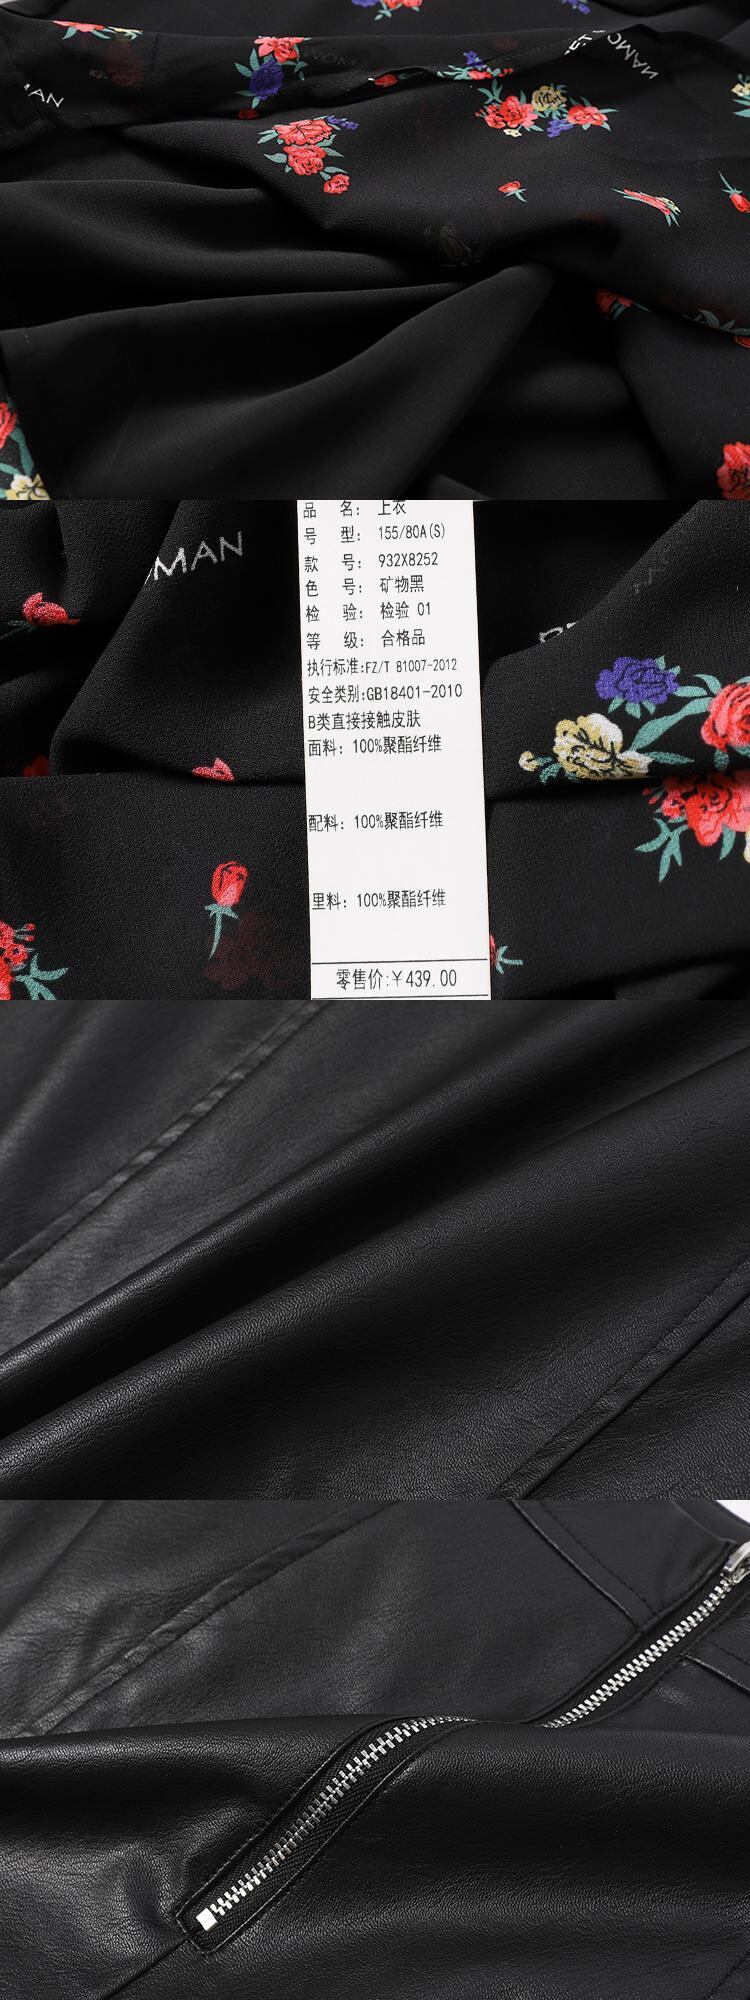 WOM
MAN
WOMAN
OMAN
品 名： 上衣
号 型： 155/80A(S)
款 号： 932X8252
色 号： 矿物黑
检 验： 检验 01
等 级： 合格品
执行标准:FZ/T 81007-2012
安全类别:GB18401-2010
B类直接接触皮肤
面料：100%聚酯纤维
配料：100%聚酯纤维
里料：100%聚酯纤维
零售价:￥439.00